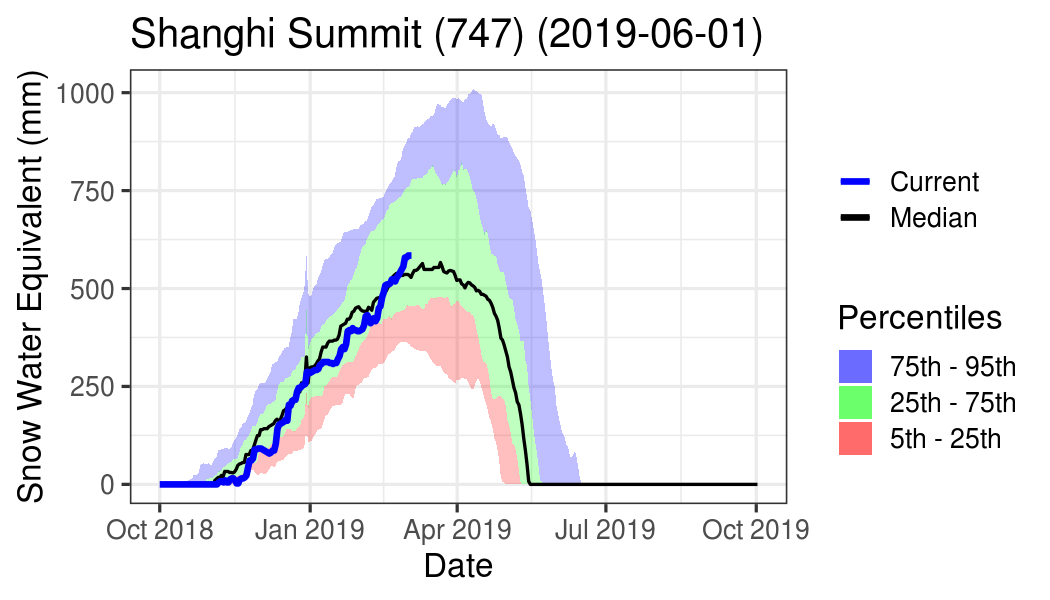 Shanghi Summit (747) (2019-06-01)
Snow Water Equivalent (mm)
1000
750
500
250
0
Oct 2018
Jan 2019
Apr 2019
Jul 2019
Oct 2019
Date
Current
Median
Percentiles
75th - 95th
25th - 75th
5th - 25th